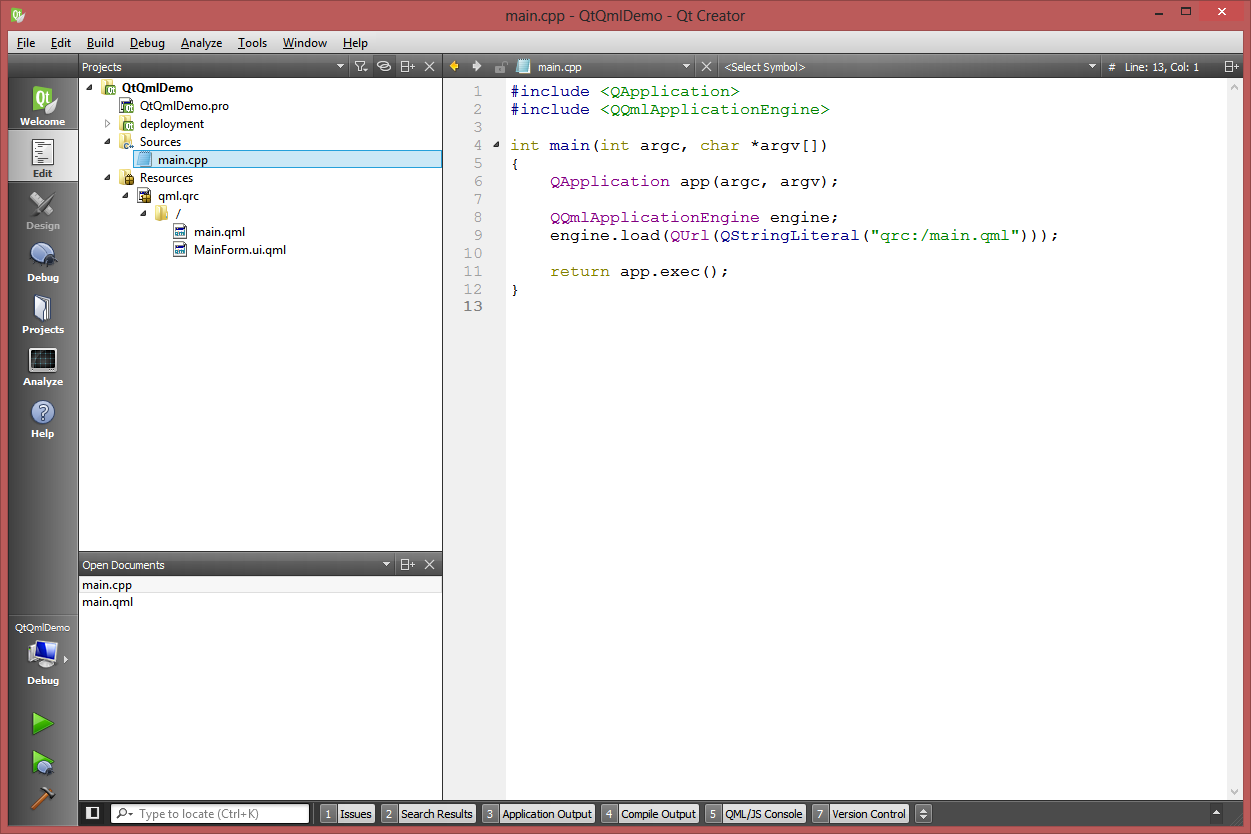 main.cpp - QtQmlDemo - Qt Creator
File Edit Build Debug Analyze Tools Window Help
Projects
main.cpp
<Select Symbol>
# Line: 13, Col: 1
Qt
Welcome
Edit
Design
Debug
Projects
Analyze
Help
QtQmlDemo
QtQmlDemo.pro
deployment
Sources
main.cpp
Resources
qml.qrc
/
main.qml
MainForm.ui.qml
1 #include <QApplication>
2 #include <QQmlApplicationEngine>
3
4 int main(int argc, char *argv[])
5 {
6     QApplication app(argc, argv);
7
8     QQmlApplicationEngine engine;
9     engine.load(QUrl(QStringLiteral("qrc:/main.qml")));
10
11     return app.exec();
12 }
13
Open Documents
main.cpp
main.qml
QtQmlDemo
Debug
Type to locate (Ctrl+K)
1 Issues 2 Search Results 3 Application Output 4 Compile Output 5 QML/JS Console 7 Version Control